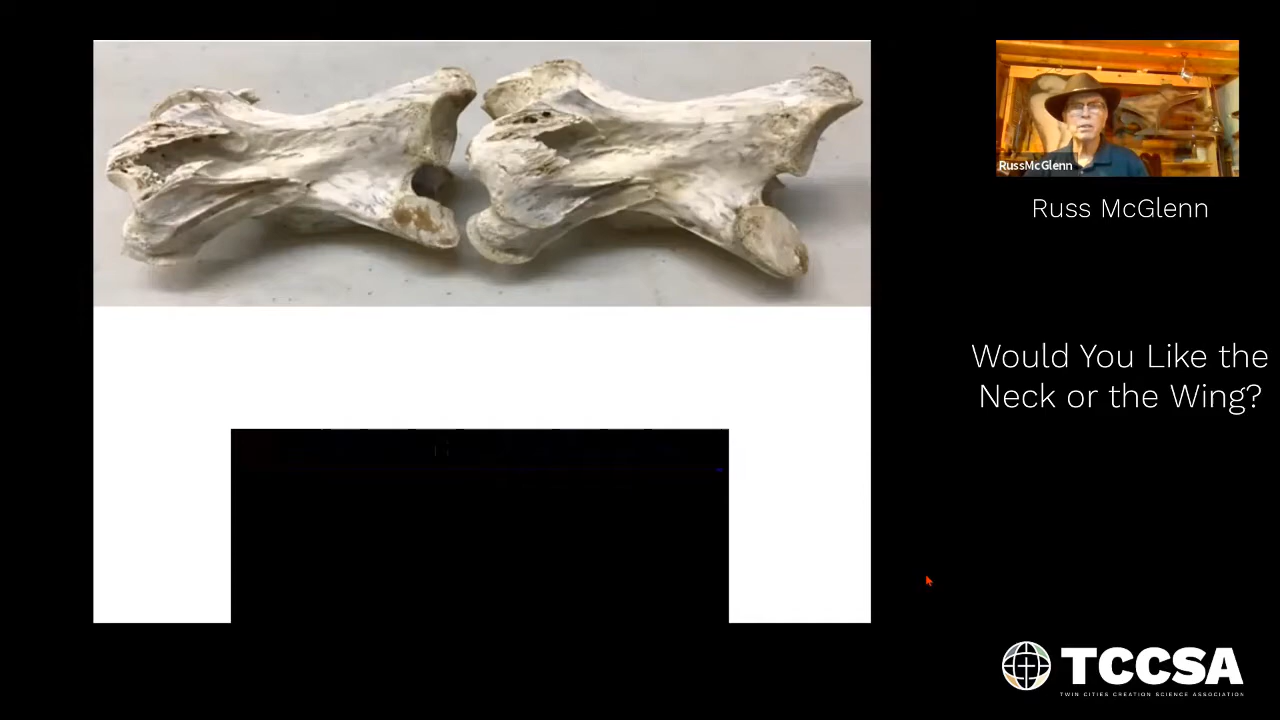 RussMcGlenn
Russ McGlenn
Would You Like the
Neck or the Wing?
TCCSA
TWIN CITIES CREATION SCIENCE ASSOCIATION